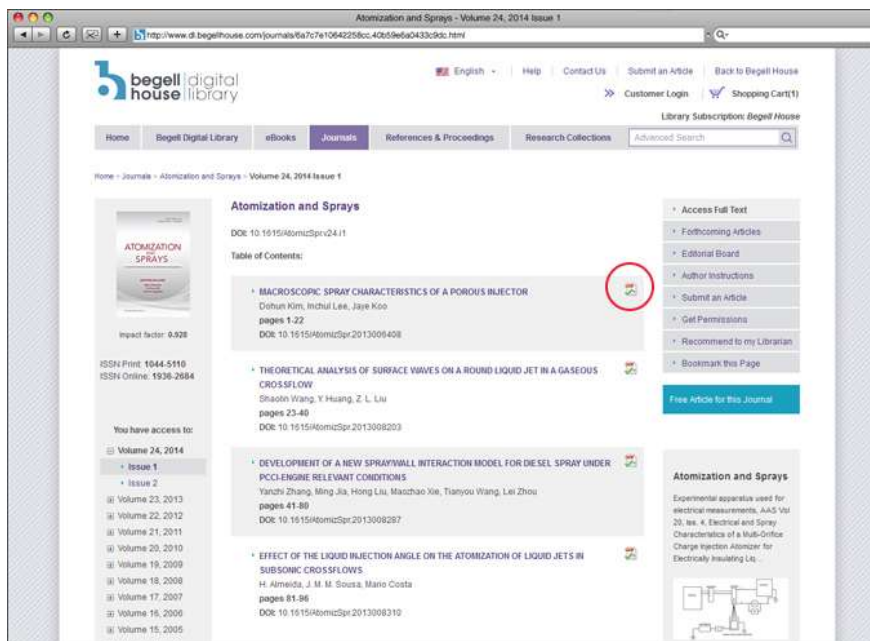 Atomization and Sprays - Volume 24, 2014 Issue 1
http://www.dl.begellhouse.com/journals/6a7c7e10642258cc,40b59e6a0433c9dc.html
begell digital
house library
English
Help
Contact Us
Submit an Article
Back to Begell House
Customer Login
Shopping Cart(1)
Library Subscription: Begell House
Home
Begell Digital Library
eBooks
Journals
References & Proceedings
Research Collections
Advanced Search
Home - Journals - Atomization and Sprays - Volume 24, 2014 Issue 1
ATOMIZATION
AND
SPRAYS
Impact factor: 0.928
ISSN Print: 1044-5110
ISSN Online: 1936-2684
You have access to:
Volume 24, 2014
Issue 1
Issue 2
Volume 23, 2013
Volume 22, 2012
Volume 21, 2011
Volume 20, 2010
Volume 19, 2009
Volume 18, 2008
Volume 17, 2007
Volume 16, 2006
Volume 15, 2005
Atomization and Sprays
DOI: 10.1615/AtomizSpr.v24.i1
Table of Contents:
MACROSCOPIC SPRAY CHARACTERISTICS OF A POROUS INJECTOR
Dohun Kim, Inchul Lee, Jaye Koo
pages 1-22
DOI: 10.1615/AtomizSpr.2013006408
THEORETICAL ANALYSIS OF SURFACE WAVES ON A ROUND LIQUID JET IN A GASEOUS
CROSSFLOW
Shaolin Wang, Y. Huang, Z. L. Liu
pages 23-40
DOI: 10.1615/AtomizSpr.2013008203
DEVELOPMENT OF A NEW SPRAY/WALL INTERACTION MODEL FOR DIESEL SPRAY UNDER
PCCI-ENGINE RELEVANT CONDITIONS
Yanzhi Zhang, Ming Jia, Hong Liu, Maozhao Xie, Tianyou Wang, Lei Zhou
pages 41-80
DOI: 10.1615/AtomizSpr.2013008287
EFFECT OF THE LIQUID INJECTION ANGLE ON THE ATOMIZATION OF LIQUID JETS IN
SUBSONIC CROSSFLOWS
H. Almeida, J. M. M. Sousa, Mario Costa
pages 81-96
DOI: 10.1615/AtomizSpr.2013008310
Access Full Text
Forthcoming Articles
Editorial Board
Author Instructions
Submit an Article
Get Permissions
Recommend to my Librarian
Bookmark this Page
Free Article for this Journal
Atomization and Sprays
Experimental apparatus used for
electrical measurements, AAS Vol
20, Iss. 4, Electrical and Spray
Characteristics of a Multi-Orifice
Charge Injection Atomizer for
Electrically Insulating Liq...